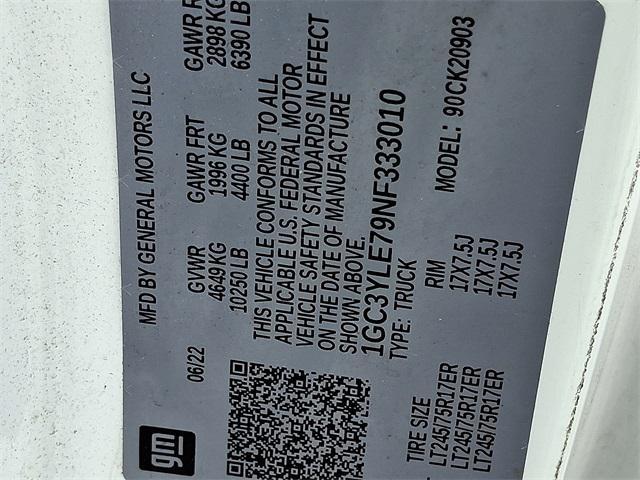 gm
MFD BY GENERAL MOTORS LLC
06/22
GVWR GAWR FRT GAWR R
4649 KG 1996 KG 2898 KG
10250 LB 4400 LB 6390 LB
THIS VEHICLE CONFORMS TO ALL
APPLICABLE U.S. FEDERAL MOTOR
VEHICLE SAFETY STANDARDS IN EFFECT
ON THE DATE OF MANUFACTURE
SHOWN ABOVE.
1GC3YLE79NF333010
TYPE: TRUCK MODEL: 90CK20903
TIRE SIZE RIM
LT245/75R17ER 17X7.5J
LT245/75R17ER 17X7.5J
LT245/75R17ER 17X7.5J